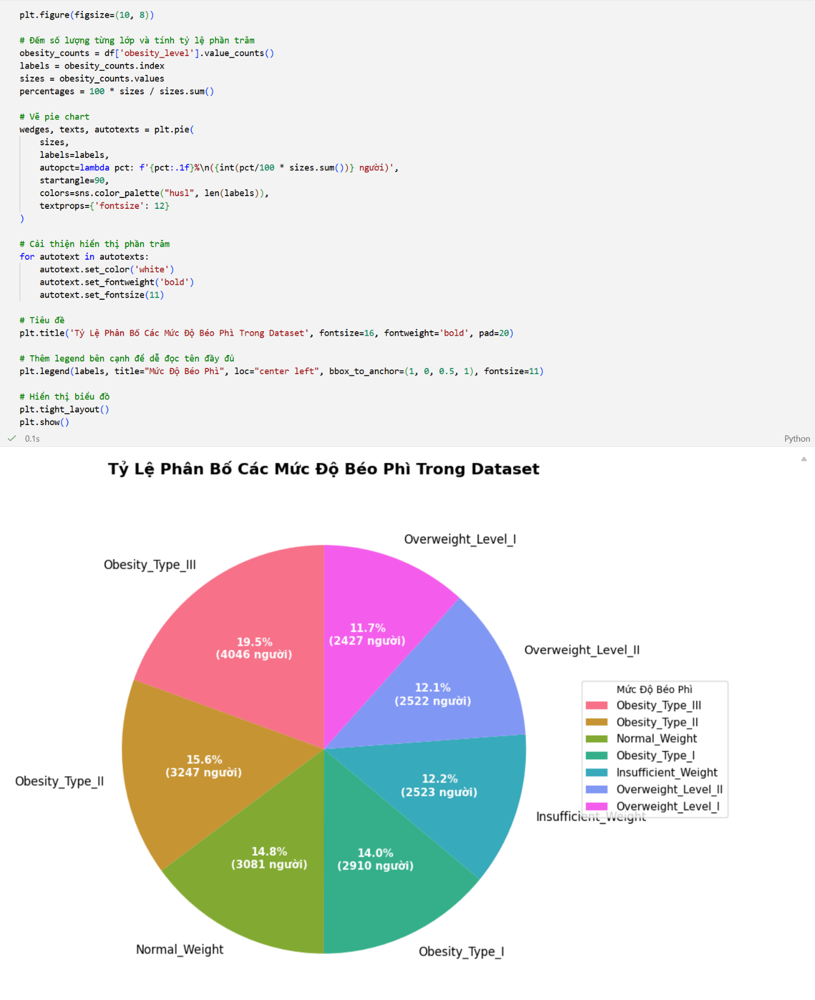 plt.figure(figsize=(10, 8))
# Đếm số lượng từng lớp và tính tỷ lệ phần trăm
obesity_counts = df['obesity_level'].value_counts()
labels = obesity_counts.index
sizes = obesity_counts.values
percentages = 100 * sizes / sizes.sum()
# Vẽ pie chart
wedges, texts, autotexts = plt.pie(
    sizes,
    labels=labels,
    autopct=lambda pct: f'{pct:.1f}%\n({int(pct/100 * sizes.sum())} người)',
    startangle=90,
    colors=sns.color_palette("husl", len(labels)),
    textprops={'fontsize': 12}
)
# Cải thiện hiển thị phần trăm
for autotext in autotexts:
    autotext.set_color('white')
    autotext.set_fontweight('bold')
    autotext.set_fontsize(11)
# Tiêu đề
plt.title('Tỷ Lệ Phân Bố Các Mức Độ Béo Phì Trong Dataset', fontsize=16, fontweight='bold', pad=20)
# Thêm legend bên cạnh để dễ đọc tên đầy đủ
plt.legend(labels, title="Mức Độ Béo Phì", loc="center left", bbox_to_anchor=(1, 0, 0.5, 1), fontsize=11)
# Hiển thị biểu đồ
plt.tight_layout()
plt.show()
0.1s
Python
Tỷ Lệ Phân Bố Các Mức Độ Béo Phì Trong Dataset
Overweight_Level_I
Obesity_Type_III
11.7%
(2427 người)
19.5%
(4046 người)
Overweight_Level_II
12.1%
(2522 người)
Mức Độ Béo Phì
Obesity_Type_III
Obesity_Type_II
Normal_Weight
Obesity_Type_I
Insufficient_Weight
Overweight_Level_II
Overweight_Level_I
15.6%
(3247 người)
Obesity_Type_II
12.2%
(2523 người)
Insufficient_Weight
14.8%
(3081 người)
14.0%
(2910 người)
Normal_Weight
Obesity_Type_I